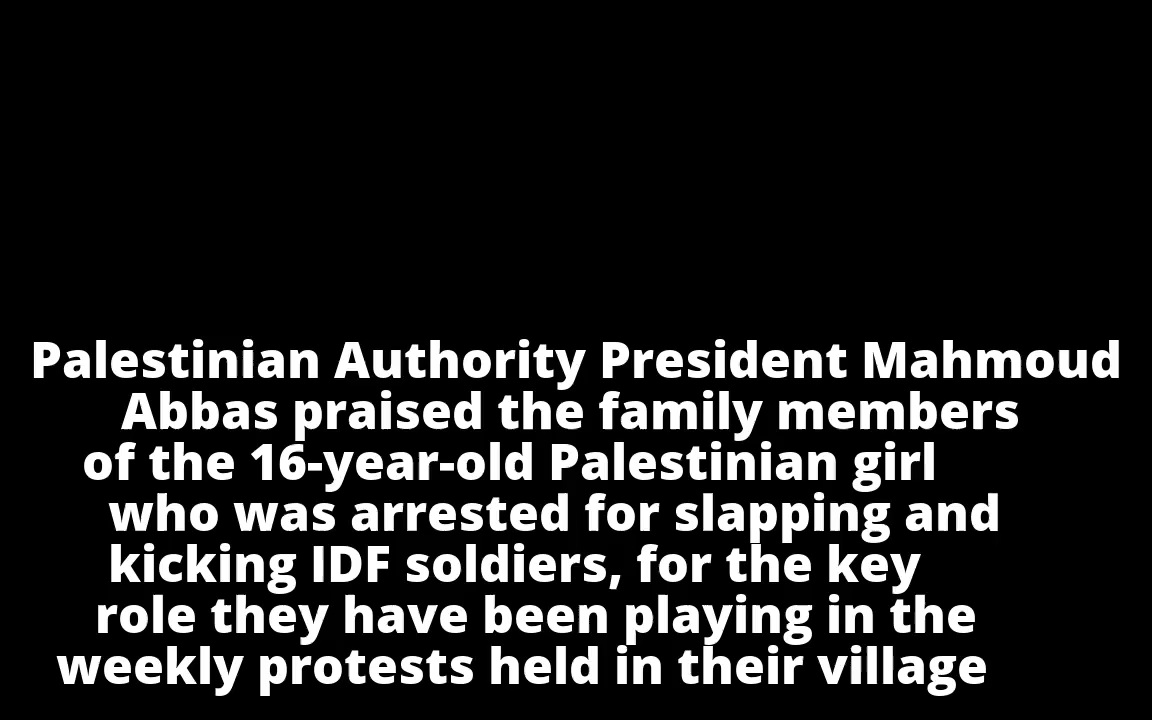 Palestinian Authority President Mahmoud
Abbas praised the family members
of the 16-year-old Palestinian girl
who was arrested for slapping and
kicking IDF soldiers, for the key
role they have been playing in the
weekly protests held in their village